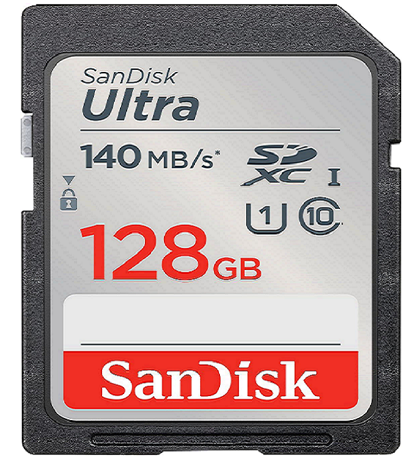 SanDisk
Ultra
140 MB/s*
SD XC I
U1 10
128GB
SanDisk